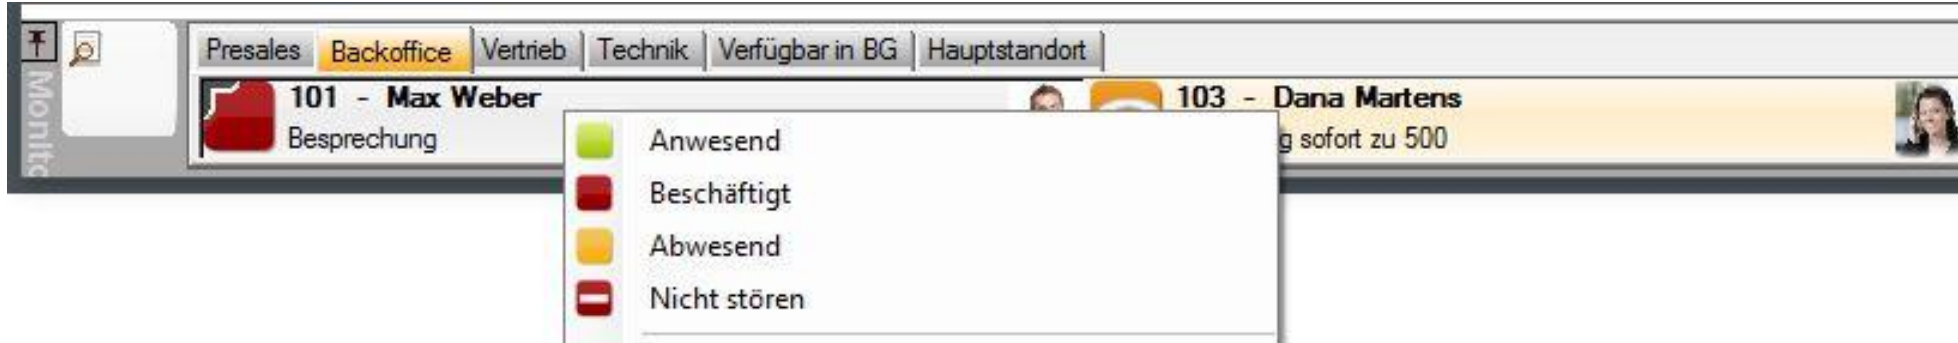 Presales Backoffice Vertrieb Technik Verfügbar in BG Hauptstandort
101 - Max Weber
Besprechung
103 - Dana Martens
sofort zu 500
Anwesend
Beschäftigt
Abwesend
Nicht stören